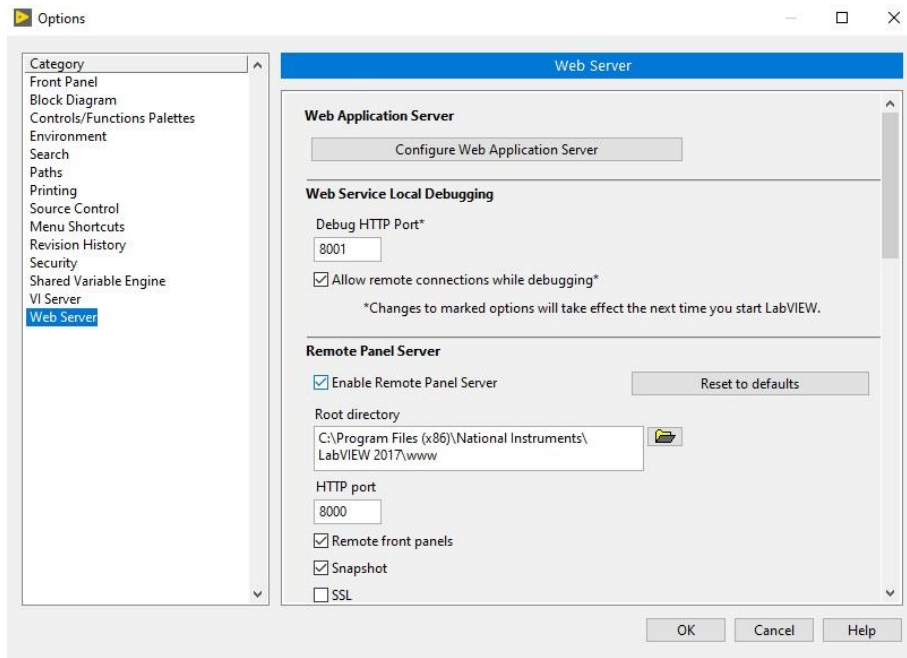 Options
Category
Front Panel
Block Diagram
Controls/Functions Palettes
Environment
Search
Paths
Printing
Source Control
Menu Shortcuts
Revision History
Security
Shared Variable Engine
VI Server
Web Server
Web Server
Web Application Server
Configure Web Application Server
Web Service Local Debugging
Debug HTTP Port*
8001
Allow remote connections while debugging*
*Changes to marked options will take effect the next time you start LabVIEW.
Remote Panel Server
Enable Remote Panel Server
Reset to defaults
Root directory
C:\Program Files (x86)\National Instruments\
LabVIEW 2017\www
HTTP port
8000
Remote front panels
Snapshot
SSL
OK
Cancel
Help